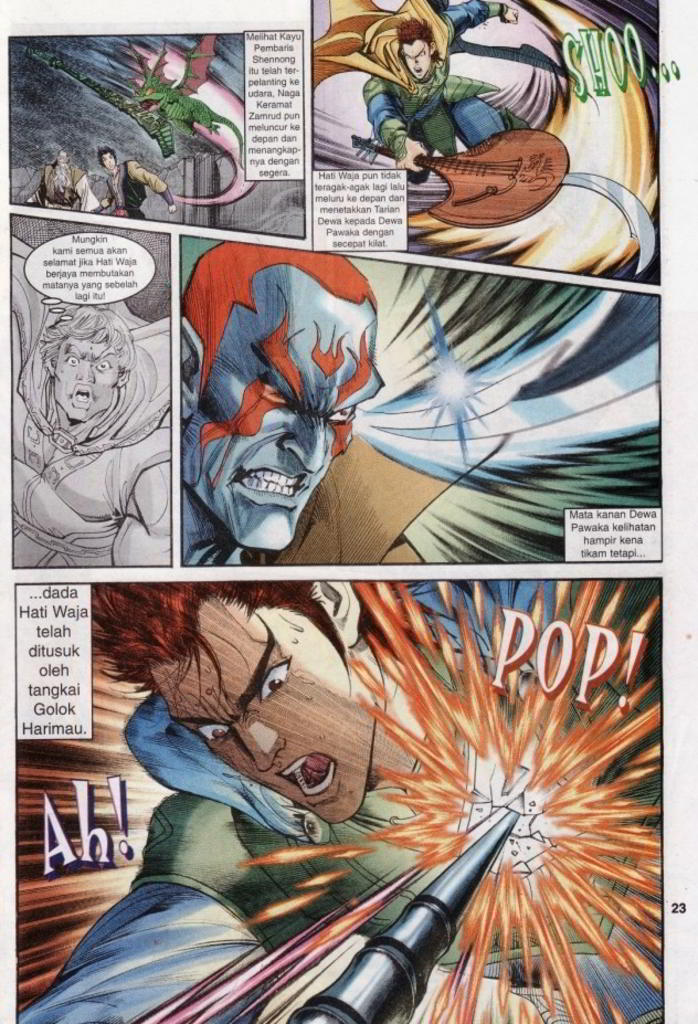 Melihat Kayu
Pembaris
Shennong
itu telah ter-
pelanting ke
udara, Naga
Keramat
Zamrud pun
meluncur ke
depan dan
menangkap-
nya dengan
segera.
SHOO...
Hati Waja pun tidak
teragak-agak lagi lalu
meluru ke depan dan
menetakkan Tarian
Dewa kepada Dewa
Pawaka dengan
secepat kilat.
Mungkin
kami semua akan
selamat jika Hati Waja
berjaya membutakan
matanya yang sebelah
lagi itu!
Mata kanan Dewa
Pawaka kelihatan
hampir kena
tikam tetapi...
...dada
Hati Waja
telah
ditusuk
oleh
tangkai
Golok
Harimau.
POP!
Ah!
23